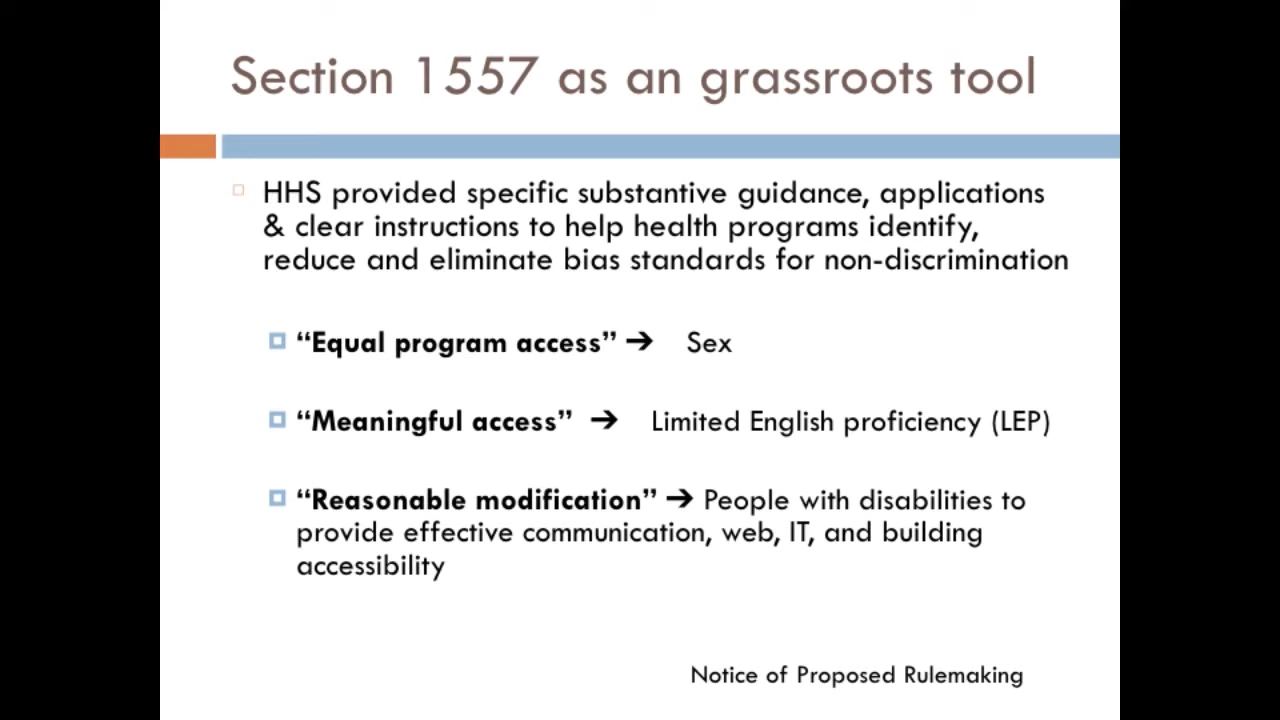 Section 1557 as an grassroots tool
HHS provided specific substantive guidance, applications
& clear instructions to help health programs identify,
reduce and eliminate bias standards for non-discrimination
“Equal program access” ➔ Sex
“Meaningful access” ➔ Limited English proficiency (LEP)
“Reasonable modification” ➔ People with disabilities to
provide effective communication, web, IT, and building
accessibility
Notice of Proposed Rulemaking